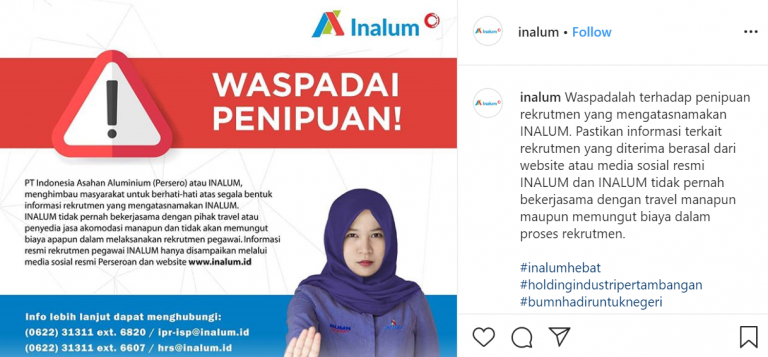 Inalum
WASPADAI
PENIPUAN!
PT Indonesia Asahan Aluminium (Persero) atau INALUM,
menghimbau masyarakat untuk berhati-hati atas segala bentuk
informasi rekrutmen yang mengatasnamakan INALUM.
INALUM tidak pernah bekerjasama dengan pihak travel atau
penyedia jasa akomodasi manapun dan tidak akan memungut
biaya apapun dalam melaksanakan rekrutmen pegawai.Informasi
resmi rekrutmen pegawai INALUM hanya disampaikan melalui
media sosial resmi Perseroan dan website www.inalum.id
Info lebih lanjut dapat menghubungi:
(0622) 31311 ext. 6820 / ipr-isp@inalum.id
(0622) 31311 ext. 6607 / hrs@inalum.id
inalum • Follow
inalum Waspadalah terhadap penipuan
rekrutmen yang mengatasnamakan
INALUM. Pastikan informasi terkait
rekrutmen yang diterima berasal dari
website atau media sosial resmi
INALUM dan INALUM tidak pernah
bekerjasama dengan travel manapun
maupun memungut biaya dalam
proses rekrutmen.
#inalumhebat
#holdingindustripertambangan
#bumnhadiruntuknegeri